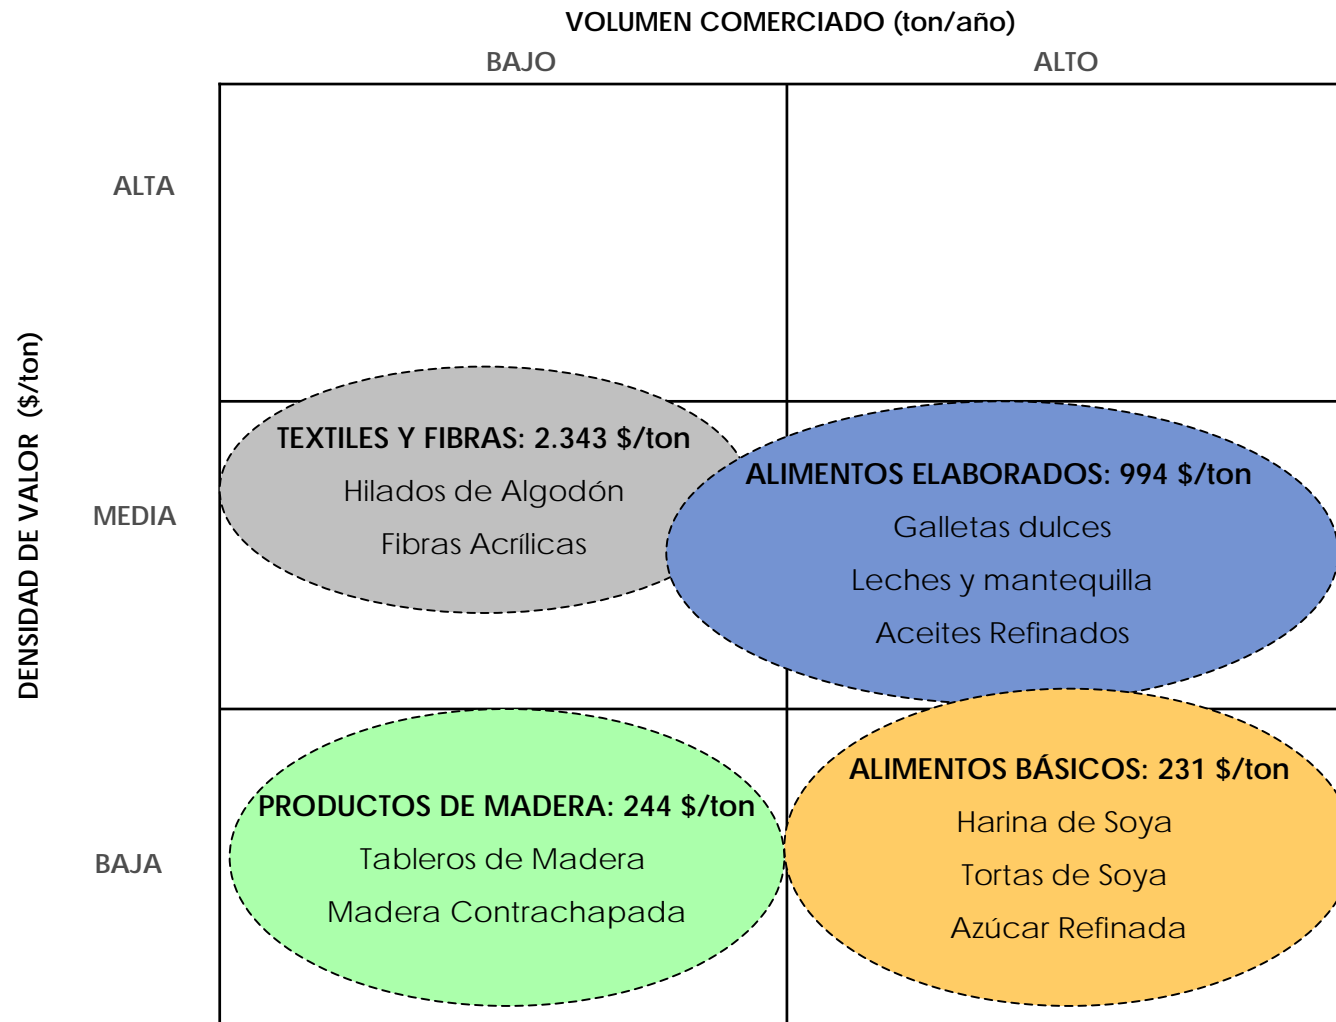 VOLUMEN COMERCIADO (ton/año)
BAJO
ALTO
ALTA
DENSIDAD DE VALOR ($/ton)
MEDIA
TEXTILES Y FIBRAS: 2.343 $/ton
Hilados de Algodón
Fibras Acrílicas
ALIMENTOS ELABORADOS: 994 $/ton
Galletas dulces
Leches y mantequilla
Aceites Refinados
BAJA
PRODUCTOS DE MADERA: 244 $/ton
Tableros de Madera
Madera Contrachapada
ALIMENTOS BÁSICOS: 231 $/ton
Harina de Soya
Tortas de Soya
Azúcar Refinada